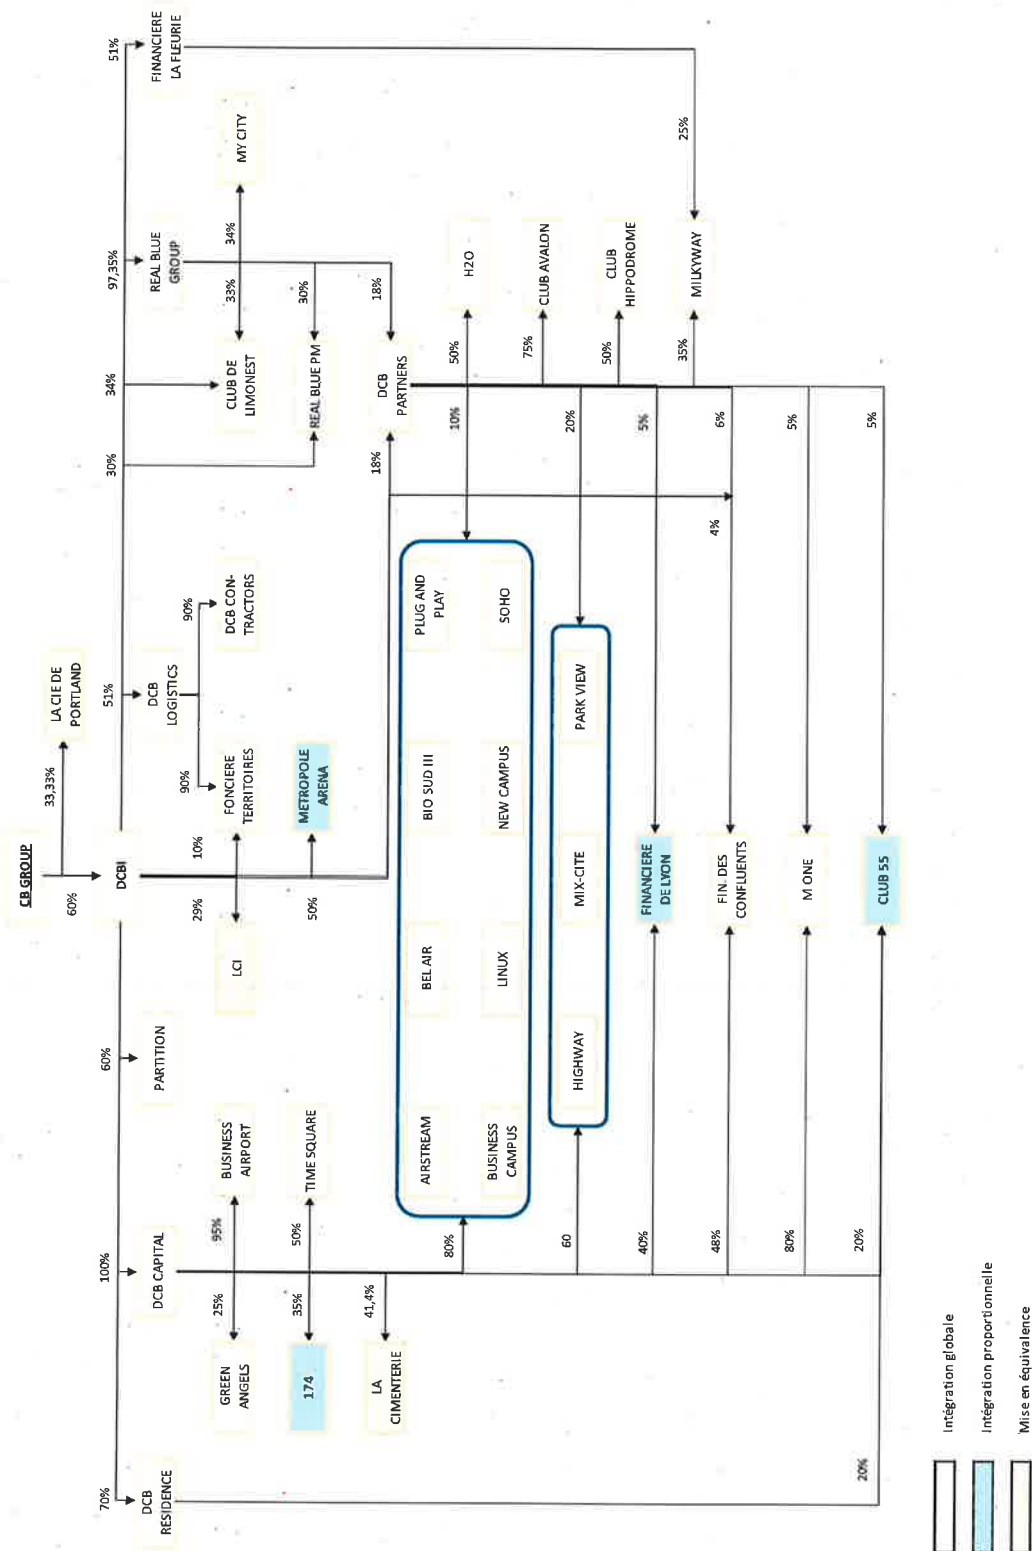 CB GROUP
33,33%
LA CIE DE
PORTLAND
60%
DCBI
70%
100%
60%
51%
30%
34%
97,35%
51%
DCB
RESIDENCE
DCB CAPITAL
PARTITION
DCB
LOGISTICS
REAL BLUE
GROUP
FINANCIERE
LA FLEURIE
90%
90%
25%
95%
29%
10%
33%
34%
GREEN
ANGELS
BUSINESS
AIRPORT
LCI
FONCIERE
TERRITOIRES
DCB CON-
TRACTORS
CLUB DE
LIMONEST
MY CITY
35%
50%
50%
30%
174
TIME SQUARE
METROPOLE
ARENA
REAL BLUE PM
41,4%
18%
18%
LA
CIMENTERIE
DCB
PARTNERS
80%
AIRSTREAM
BEL AIR
BIO SUD III
PLUG AND
PLAY
10%
50%
H2O
BUSINESS
CAMPUS
LINUX
NEW CAMPUS
SOHO
75%
CLUB AVALON
60
HIGHWAY
MIX-CITE
PARK VIEW
20%
50%
CLUB
HIPPODROME
40%
FINANCIERE
DE LYON
5%
35%
MILKYWAY
25%
48%
FIN. DES
CONFLUENTS
4%
6%
80%
M ONE
5%
20%
20%
CLUB 55
5%
Intégration globale
Intégration proportionnelle
Mise en équivalence